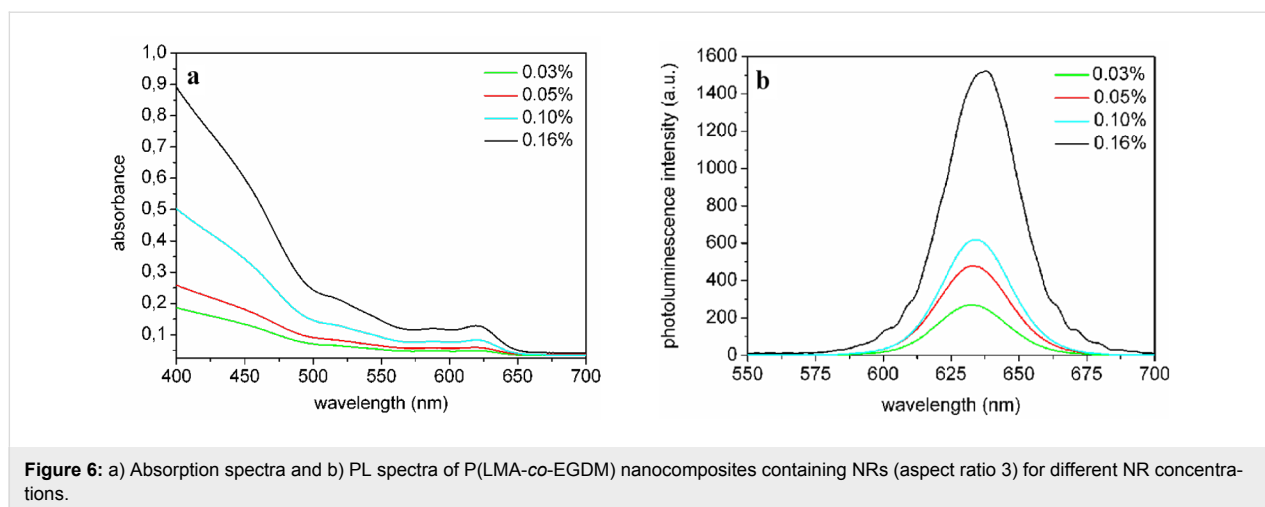 a
1,0
0,9
0,8
0,7
0,6
0,5
0,4
0,3
0,2
0,1
absorbance
400 450 500 550 600 650 700
wavelength (nm)
0.03%
0.05%
0.10%
0.16%
b
1600
1400
1200
1000
800
600
400
200
0
photoluminescence intensity (a.u.)
550 575 600 625 650 675 700
wavelength (nm)
0.03%
0.05%
0.10%
0.16%
Figure 6: a) Absorption spectra and b) PL spectra of P(LMA-co-EGDM) nanocomposites containing NRs (aspect ratio 3) for different NR concentra-
tions.